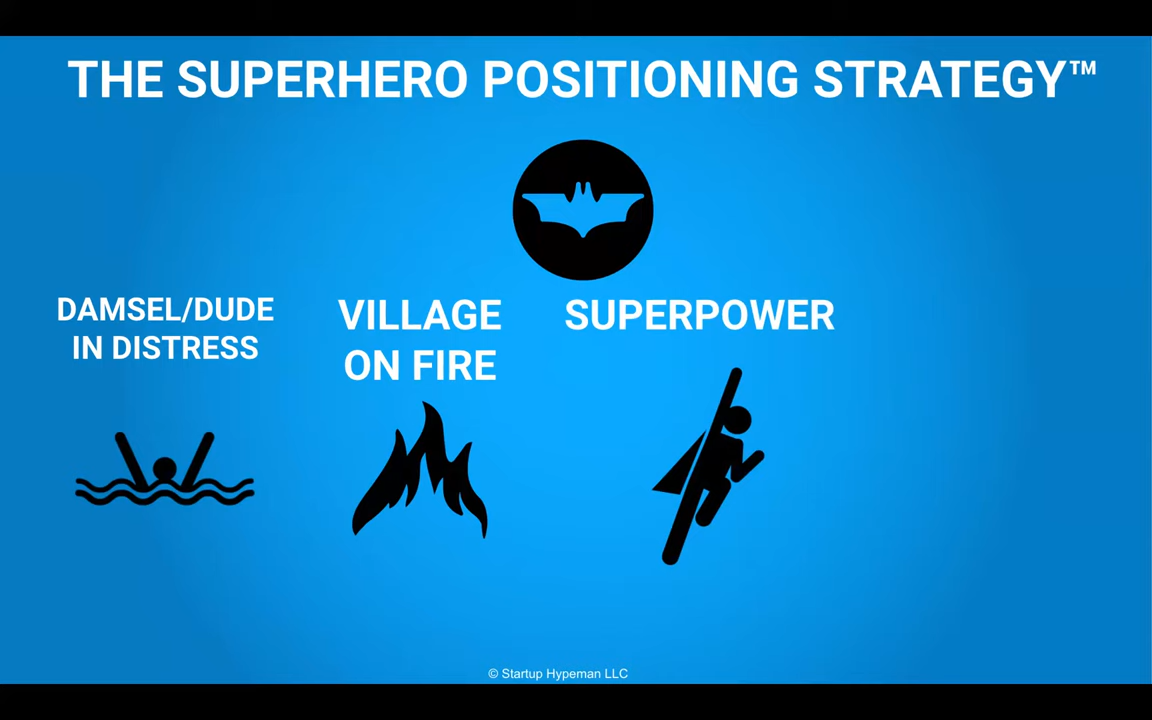 THE SUPERHERO POSITIONING STRATEGY™
DAMSEL/DUDE
IN DISTRESS
VILLAGE
ON FIRE
SUPERPOWER
© Startup Hypeman LLC